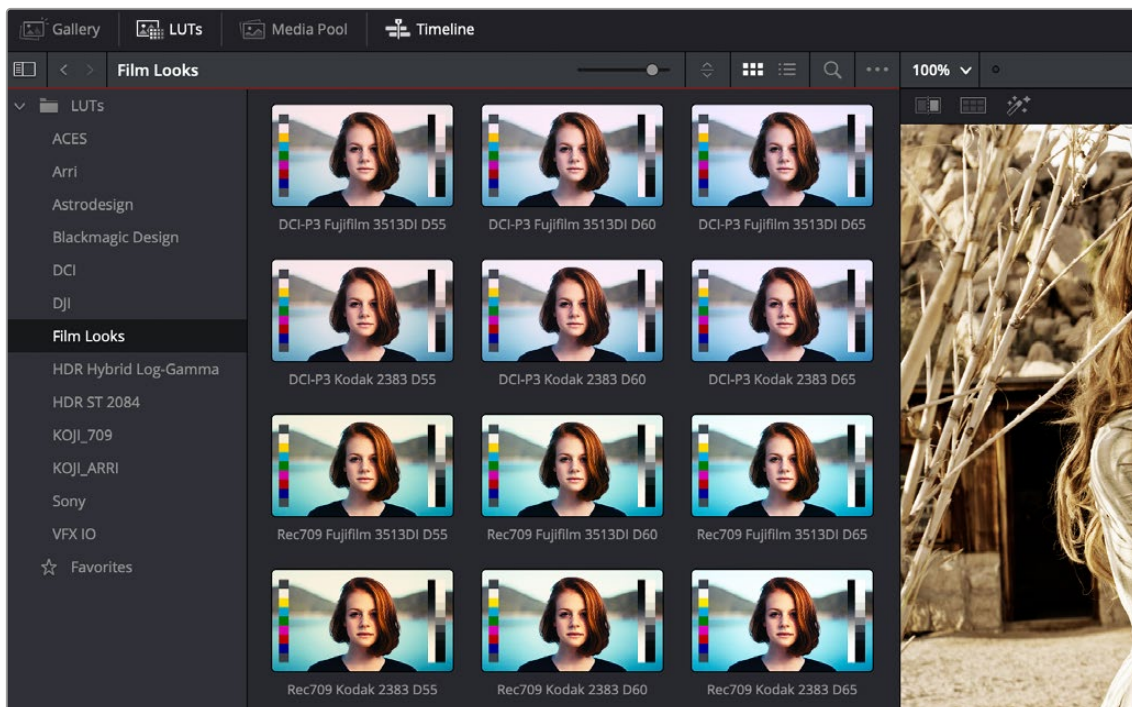 Gallery LUTs Media Pool Timeline
Film Looks 100%
LUTs
ACES
Arri
Astrodesign
Blackmagic Design
DCI
DJI
Film Looks
HDR Hybrid Log-Gamma
HDR ST 2084
KOJI_709
KOJI_ARRI
Sony
VFX IO
Favorites
DCI-P3 Fujifilm 3513DI D55 DCI-P3 Fujifilm 3513DI D60 DCI-P3 Fujifilm 3513DI D65
DCI-P3 Kodak 2383 D55 DCI-P3 Kodak 2383 D60 DCI-P3 Kodak 2383 D65
Rec709 Fujifilm 3513DI D55 Rec709 Fujifilm 3513DI D60 Rec709 Fujifilm 3513DI D65
Rec709 Kodak 2383 D55 Rec709 Kodak 2383 D60 Rec709 Kodak 2383 D65